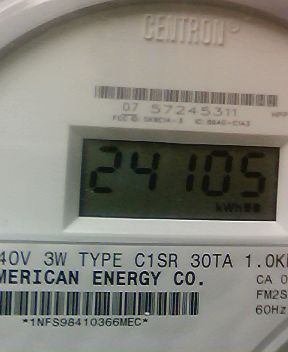 CENTRON
07 57245311
24105
kWh
40V 3W TYPE C1SR 30TA 1.0K
MERICAN ENERGY CO. CA 0
FM2S
60Hz
*1NFS98410366MEC*